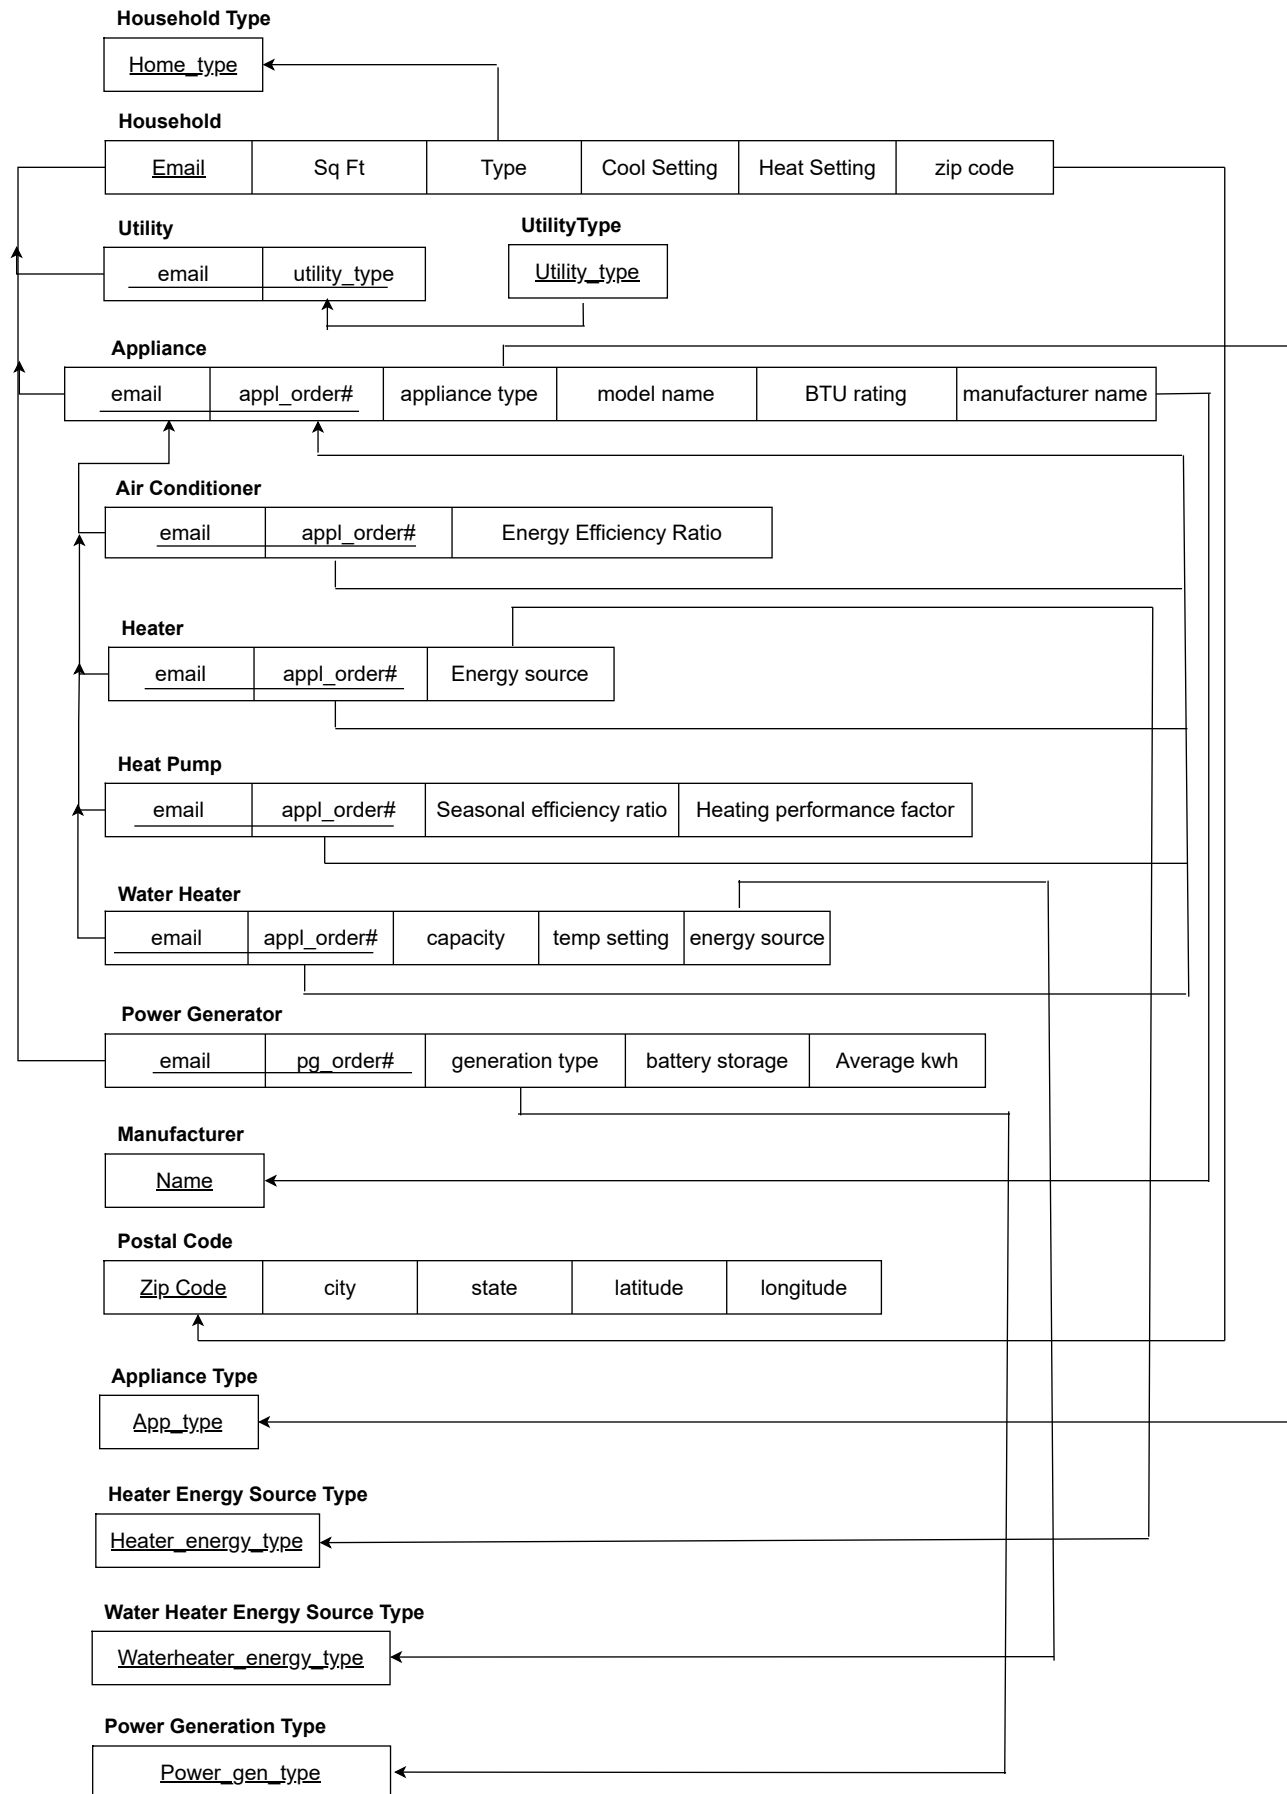 Household Type
Home_type
Household
Email Sq Ft Type Cool Setting Heat Setting zip code
Utility UtilityType
email utility_type Utility_type
Appliance
email appl_order# appliance type model name BTU rating manufacturer name
Air Conditioner
email appl_order# Energy Efficiency Ratio
Heater
email appl_order# Energy source
Heat Pump
email appl_order# Seasonal efficiency ratio Heating performance factor
Water Heater
email appl_order# capacity temp setting energy source
Power Generator
email pg_order# generation type battery storage Average kwh
Manufacturer
Name
Postal Code
Zip Code city state latitude longitude
Appliance Type
App_type
Heater Energy Source Type
Heater_energy_type
Water Heater Energy Source Type
Waterheater_energy_type
Power Generation Type
Power_gen_type